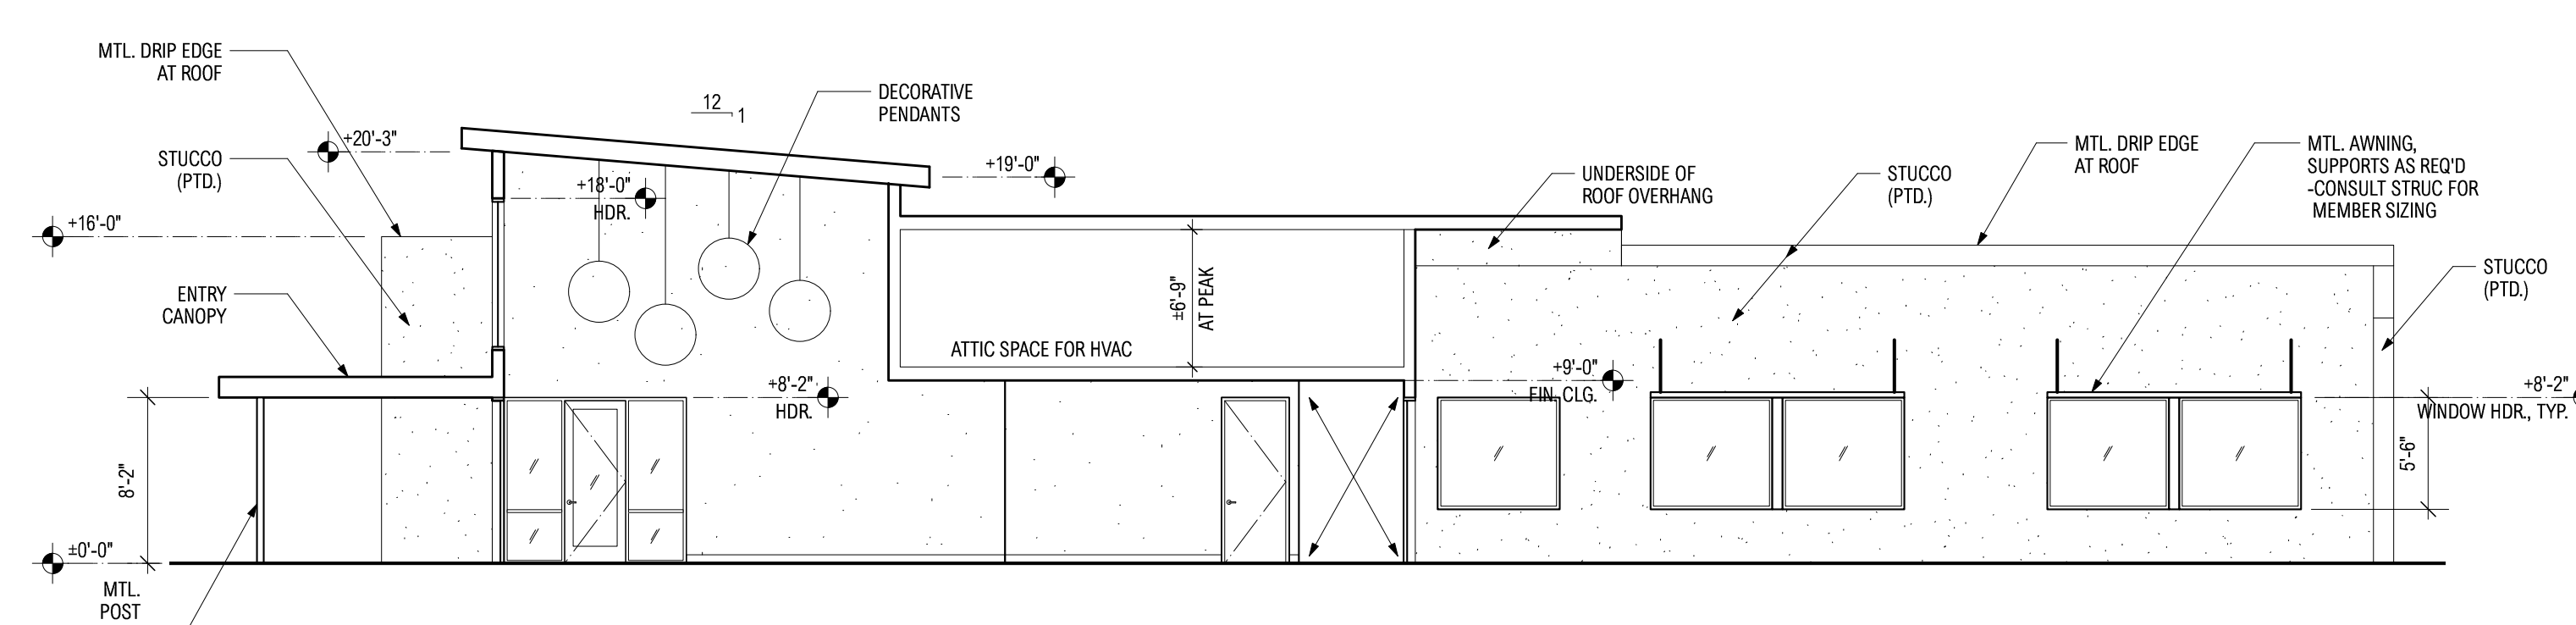 MTL. DRIP EDGE
AT ROOF
STUCCO
(PTD.)
+20'-3"
+16'-0"
ENTRY
CANOPY
8'-2"
±0'-0"
MTL.
POST
12
1
DECORATIVE
PENDANTS
+18'-0"
HDR.
+19'-0"
+8'-2"
HDR.
ATTIC SPACE FOR HVAC
±6'-9"
AT PEAK
UNDERSIDE OF
ROOF OVERHANG
+9'-0"
FIN. CLG.
STUCCO
(PTD.)
MTL. DRIP EDGE
AT ROOF
MTL. AWNING,
SUPPORTS AS REQ'D
-CONSULT STRUC FOR
MEMBER SIZING
STUCCO
(PTD.)
+8'-2"
WINDOW HDR., TYP.
5'-6"